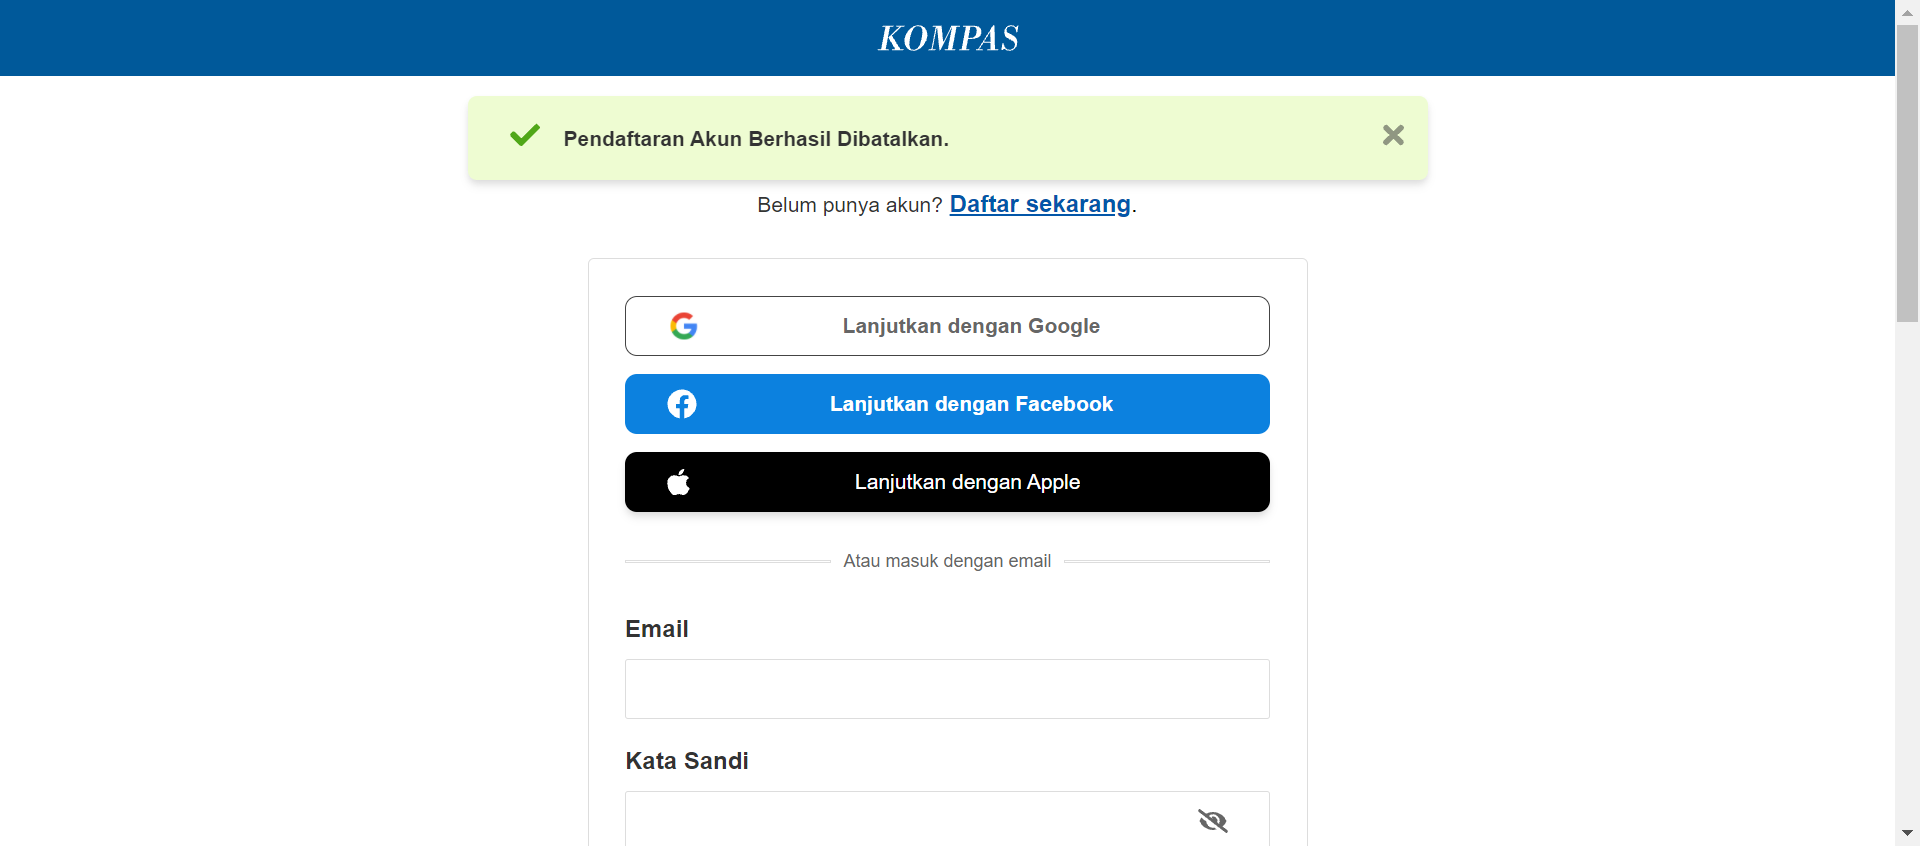 KOMPAS
Pendaftaran Akun Berhasil Dibatalkan.
Belum punya akun? Daftar sekarang.
Lanjutkan dengan Google
Lanjutkan dengan Facebook
Lanjutkan dengan Apple
Atau masuk dengan email
Email
Kata Sandi